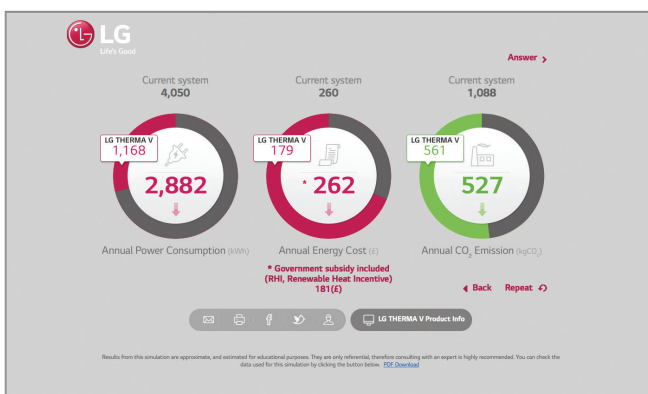 LG
Life's Good
Answer >
Current system
4,050
Current system
260
Current system
1,088
LG THERMA V
1,168
2,882
LG THERMA V
179
* 262
LG THERMA V
561
527
Annual Power Consumption (kWh)
Annual Energy Cost (£)
Annual CO₂ Emission (kgCO₂)
* Government subsidy included
(RHI, Renewable Heat Incentive)
181(£)
Back Repeat
LG THERMA V Product Info
Results from this simulation are approximate, and estimated for educational purposes. They are only referential, therefore consulting with an expert is highly recommended. You can check the
data used for this simulation by clicking the button below. PDF Download